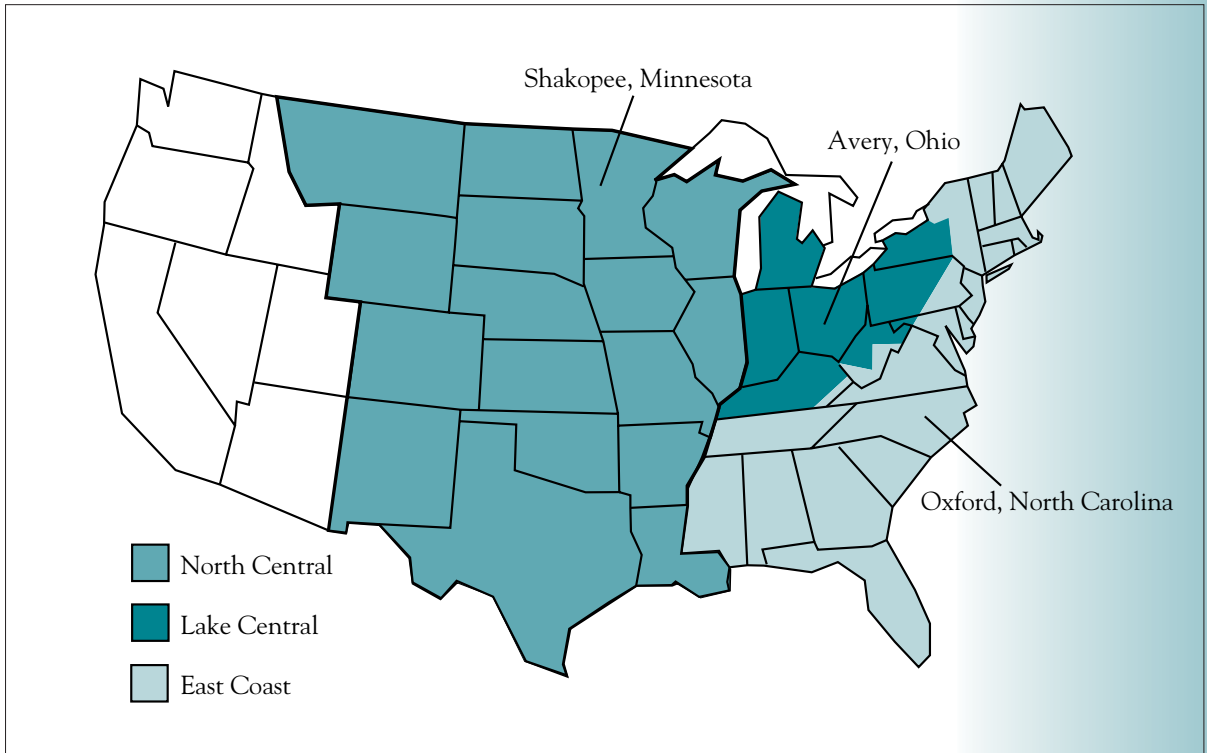 Shakopee, Minnesota
Avery, Ohio
Oxford, North Carolina
North Central
Lake Central
East Coast